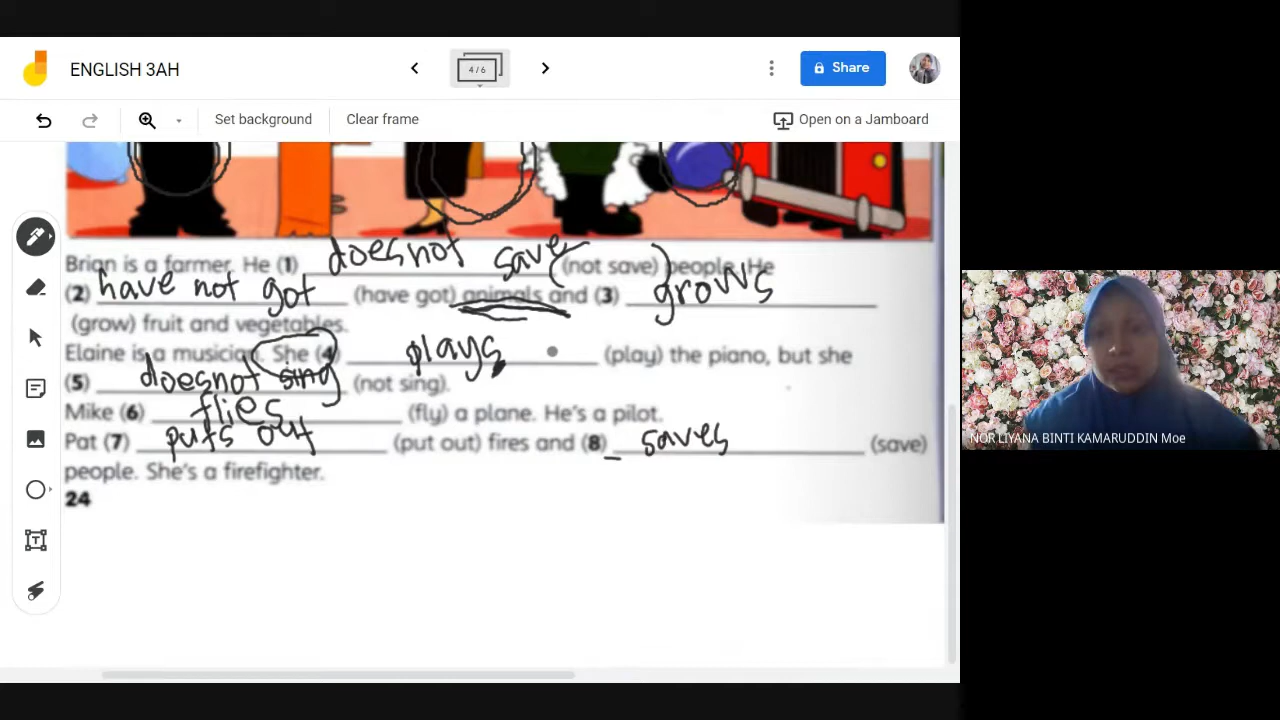 ENGLISH 3AH
4/6
Share
Set background
Clear frame
Open on a Jamboard
Brian is a farmer. He (1) does not save (not save) people. He
(2) have not got (have got) animals and (3) grows
(grow) fruit and vegetables.
Elaine is a musician. She (4) plays (play) the piano, but she
(5) does not sing (not sing).
Mike (6) flies (fly) a plane. He's a pilot.
Pat (7) puts out (put out) fires and (8) saves (save)
people. She's a firefighter.
24
NOR LIYANA BINTI KAMARUDDIN Moe